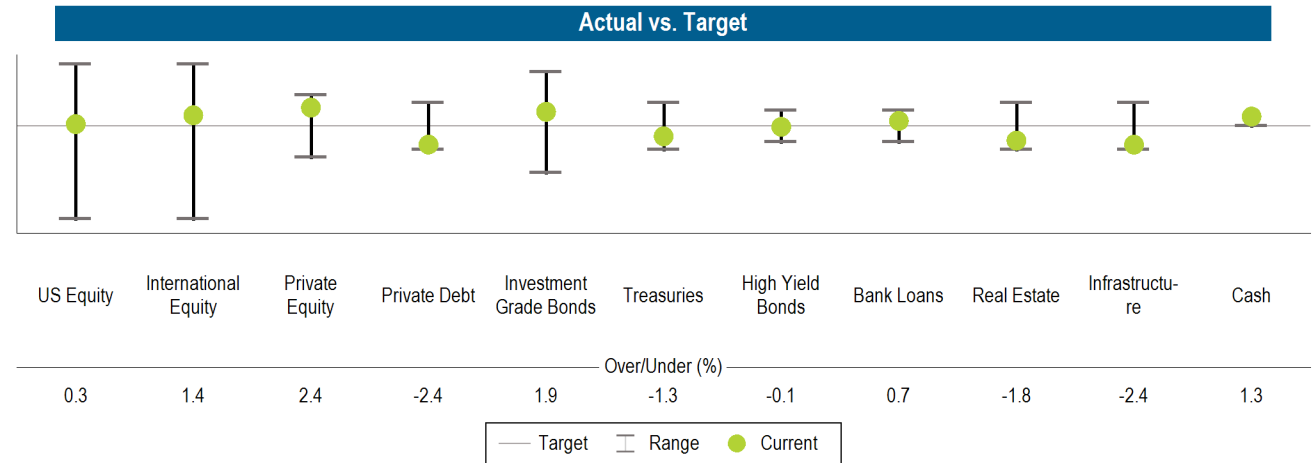 Actual vs. Target
US Equity
International
Equity
Private
Equity
Private Debt
Investment
Grade Bonds
Treasuries
High Yield
Bonds
Bank Loans
Real Estate
Infrastructu-
re
Cash
Over/Under (%)
0.3 1.4 2.4 -2.4 1.9 -1.3 -0.1 0.7 -1.8 -2.4 1.3
Target Range Current